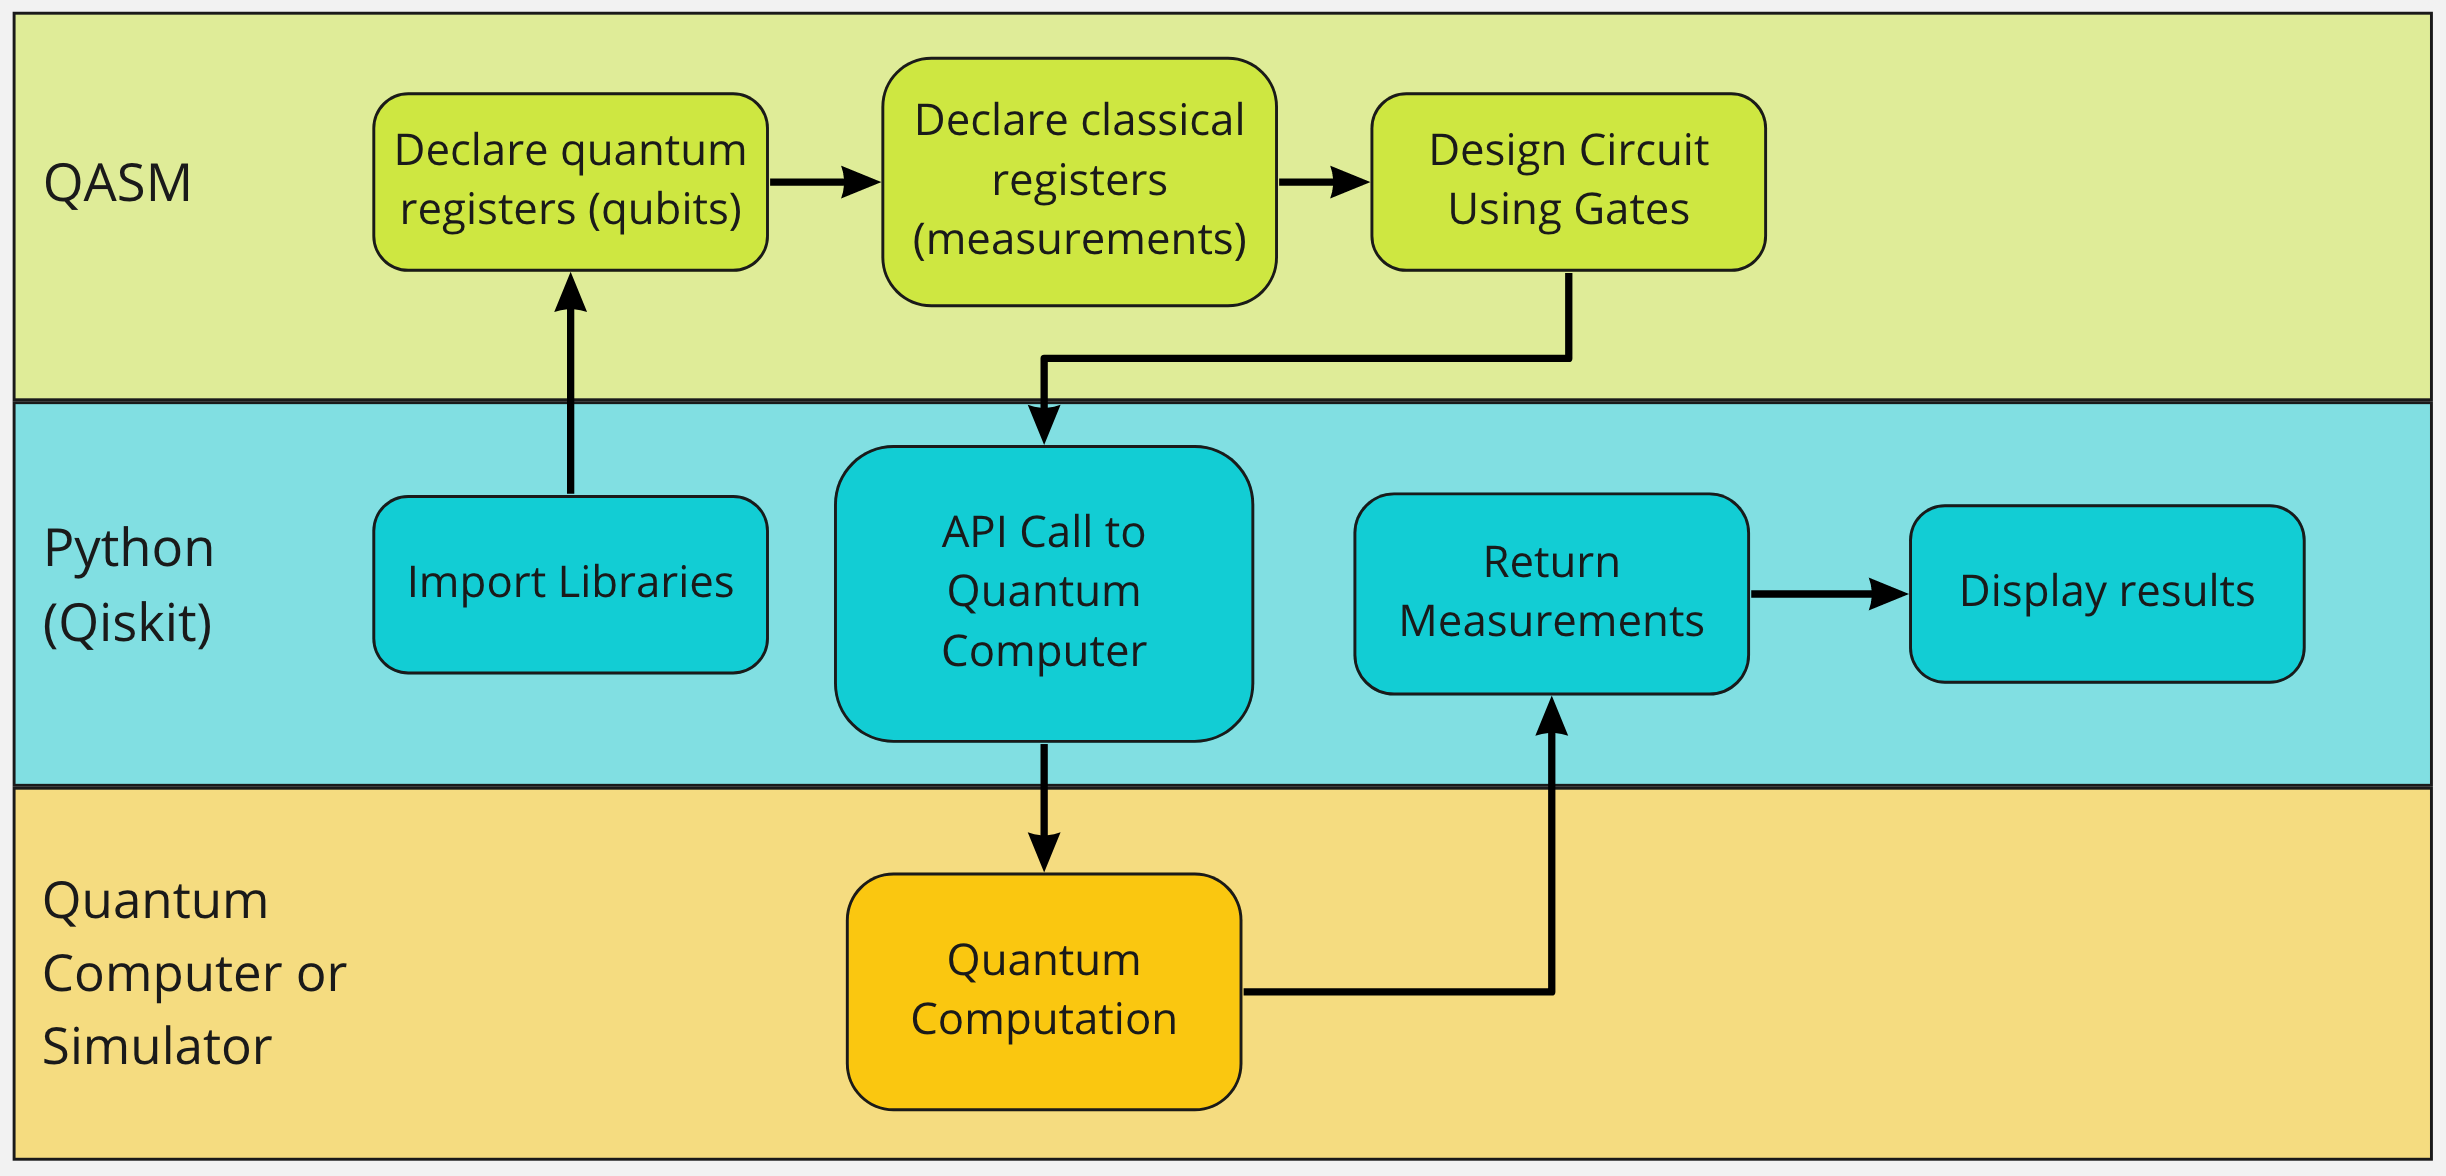 QASM
Declare quantum
registers (qubits)
Declare classical
registers
(measurements)
Design Circuit
Using Gates
Python
(Qiskit)
Import Libraries
API Call to
Quantum
Computer
Return
Measurements
Display results
Quantum
Computer or
Simulator
Quantum
Computation